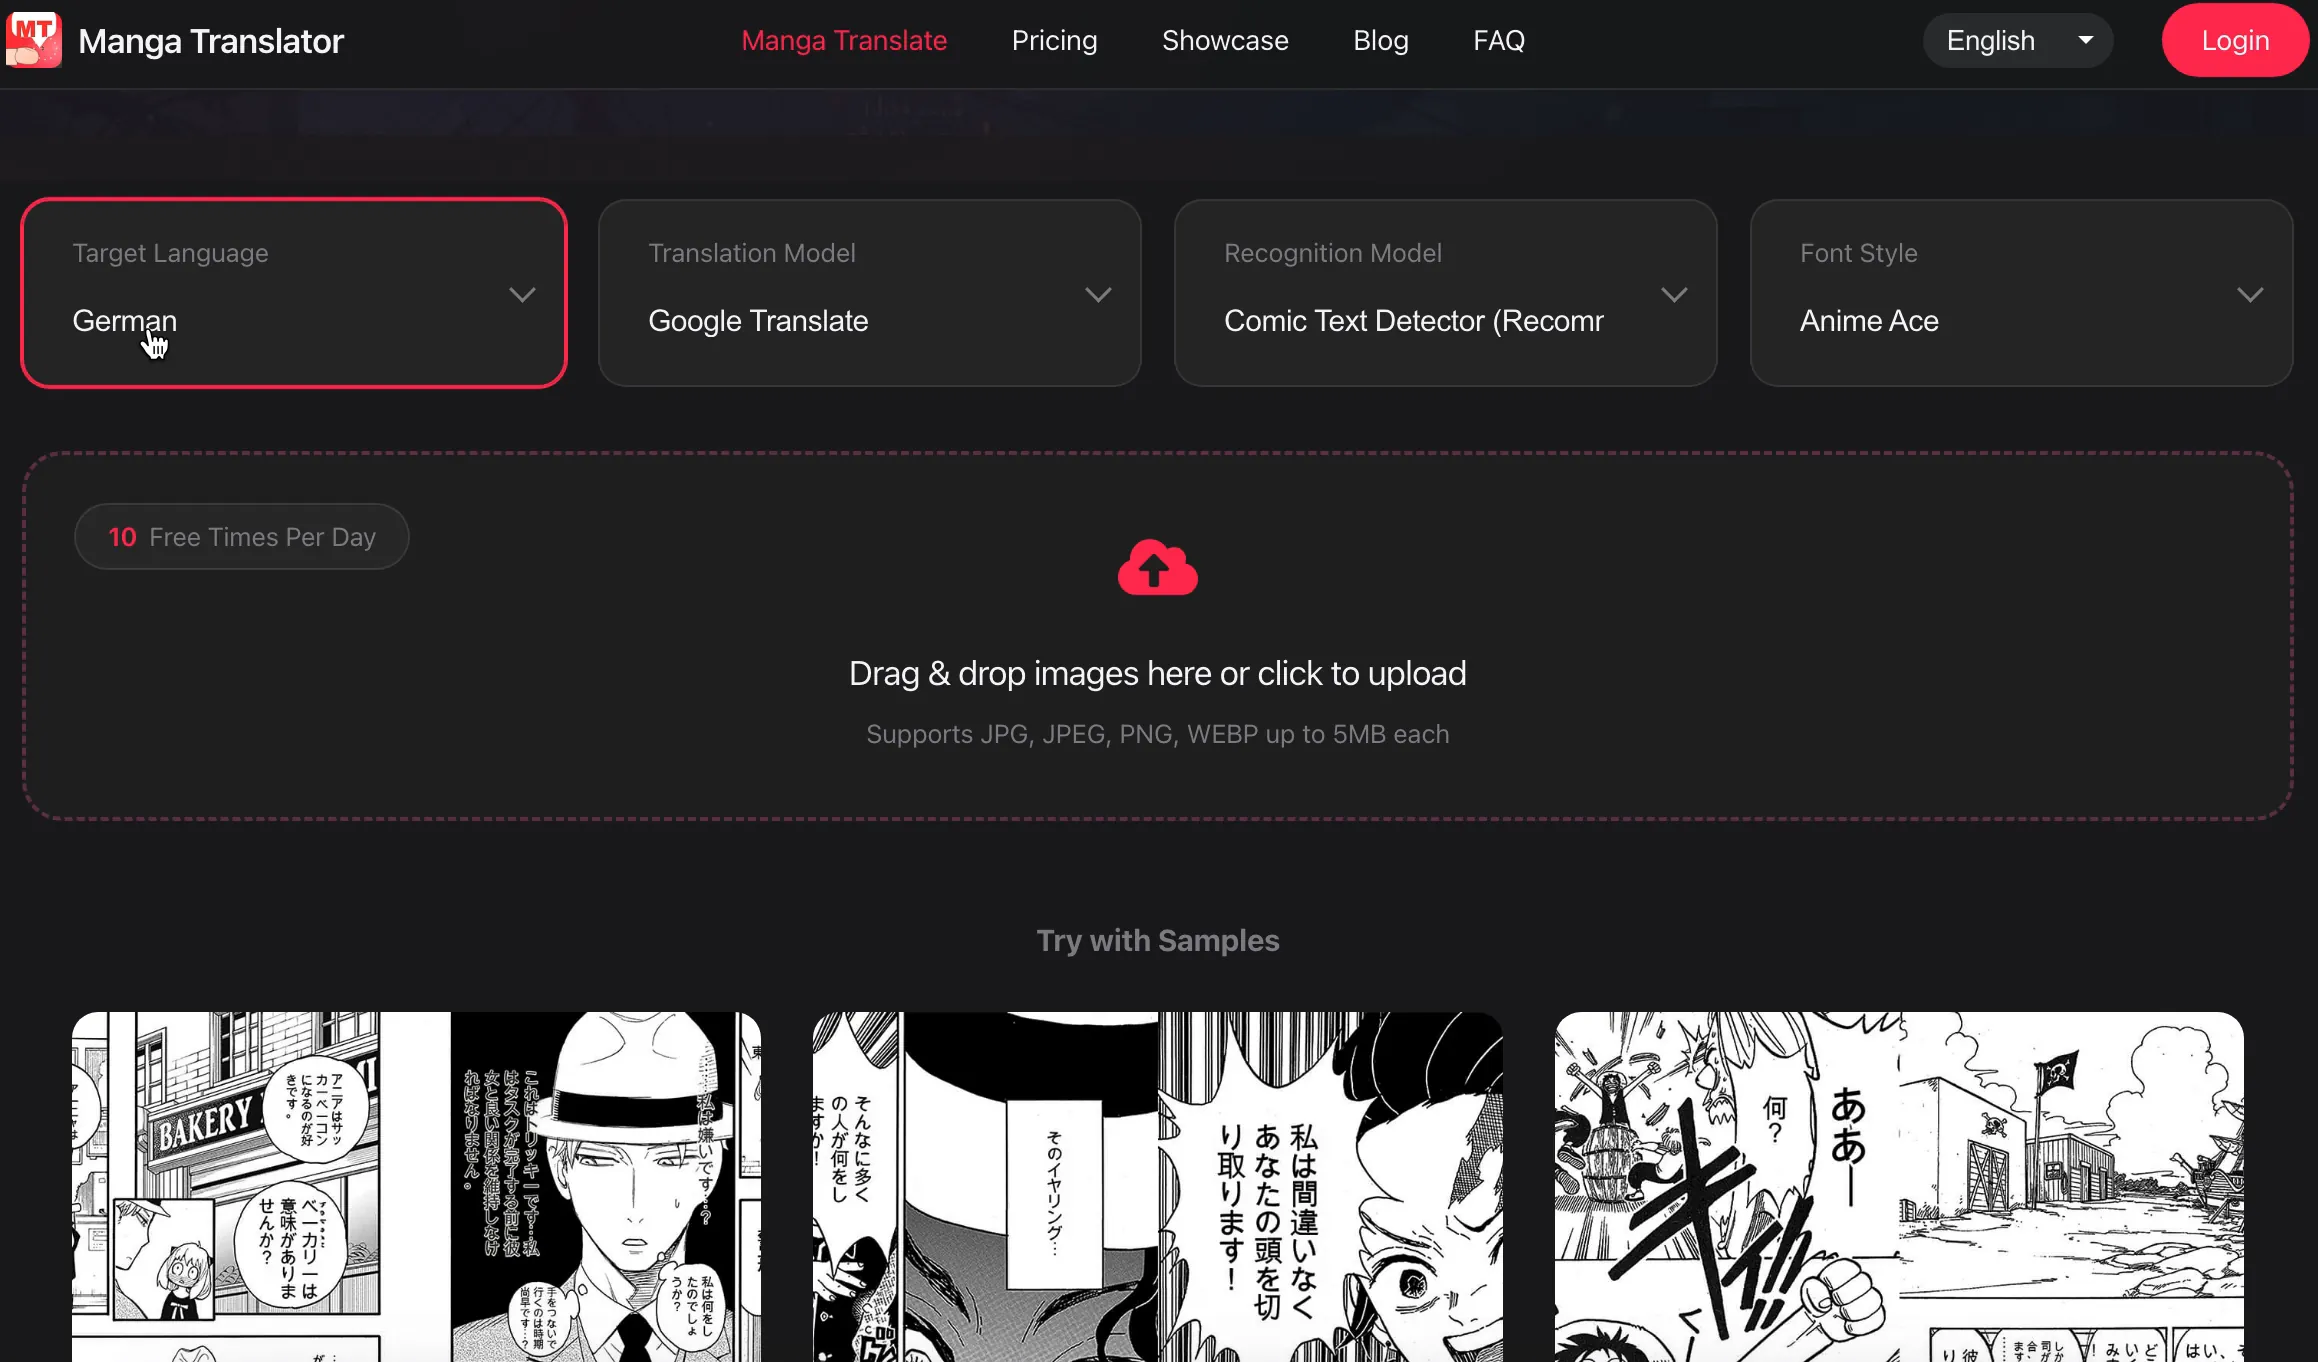 MT
Manga Translator
Manga Translate
Pricing
Showcase
Blog
FAQ
English
Login
Target Language
German
Translation Model
Google Translate
Recognition Model
Comic Text Detector (Recomr
Font Style
Anime Ace
10 Free Times Per Day
Drag & drop images here or click to upload
Supports JPG, JPEG, PNG, WEBP up to 5MB each
Try with Samples
アニアはサッ
カーベコン
になるのが好
きです。
BAKERY
ベーカリーは
意味がありま
せんか?
これはトリッキーです…私
はタスクが完了する前に彼
女と良い関係を維持しなけ
ればなりません。
私は嫌いです…?
手をつないで
行くのは時期
尚早です…?
私は何をし
たのでしょ
うか?
そんなに多く
の人が何をし
ますか!
そのイヤリング…
私は間違いなく
あなたの頭を切
り取ります!
何?
ああー